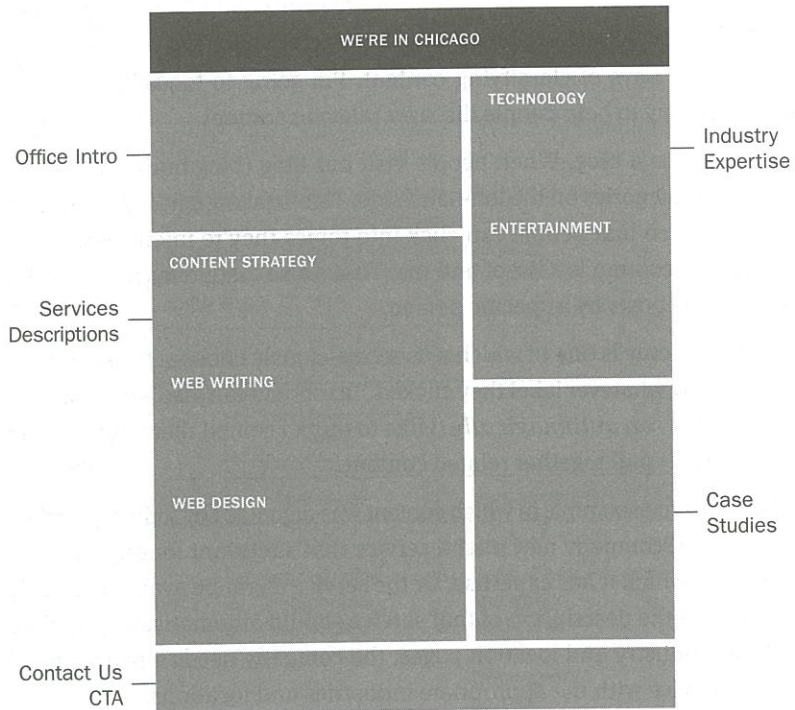 WE'RE IN CHICAGO
TECHNOLOGY
Office Intro
Industry
Expertise
ENTERTAINMENT
CONTENT STRATEGY
Services
Descriptions
WEB WRITING
WEB DESIGN
Case
Studies
Contact Us
CTA